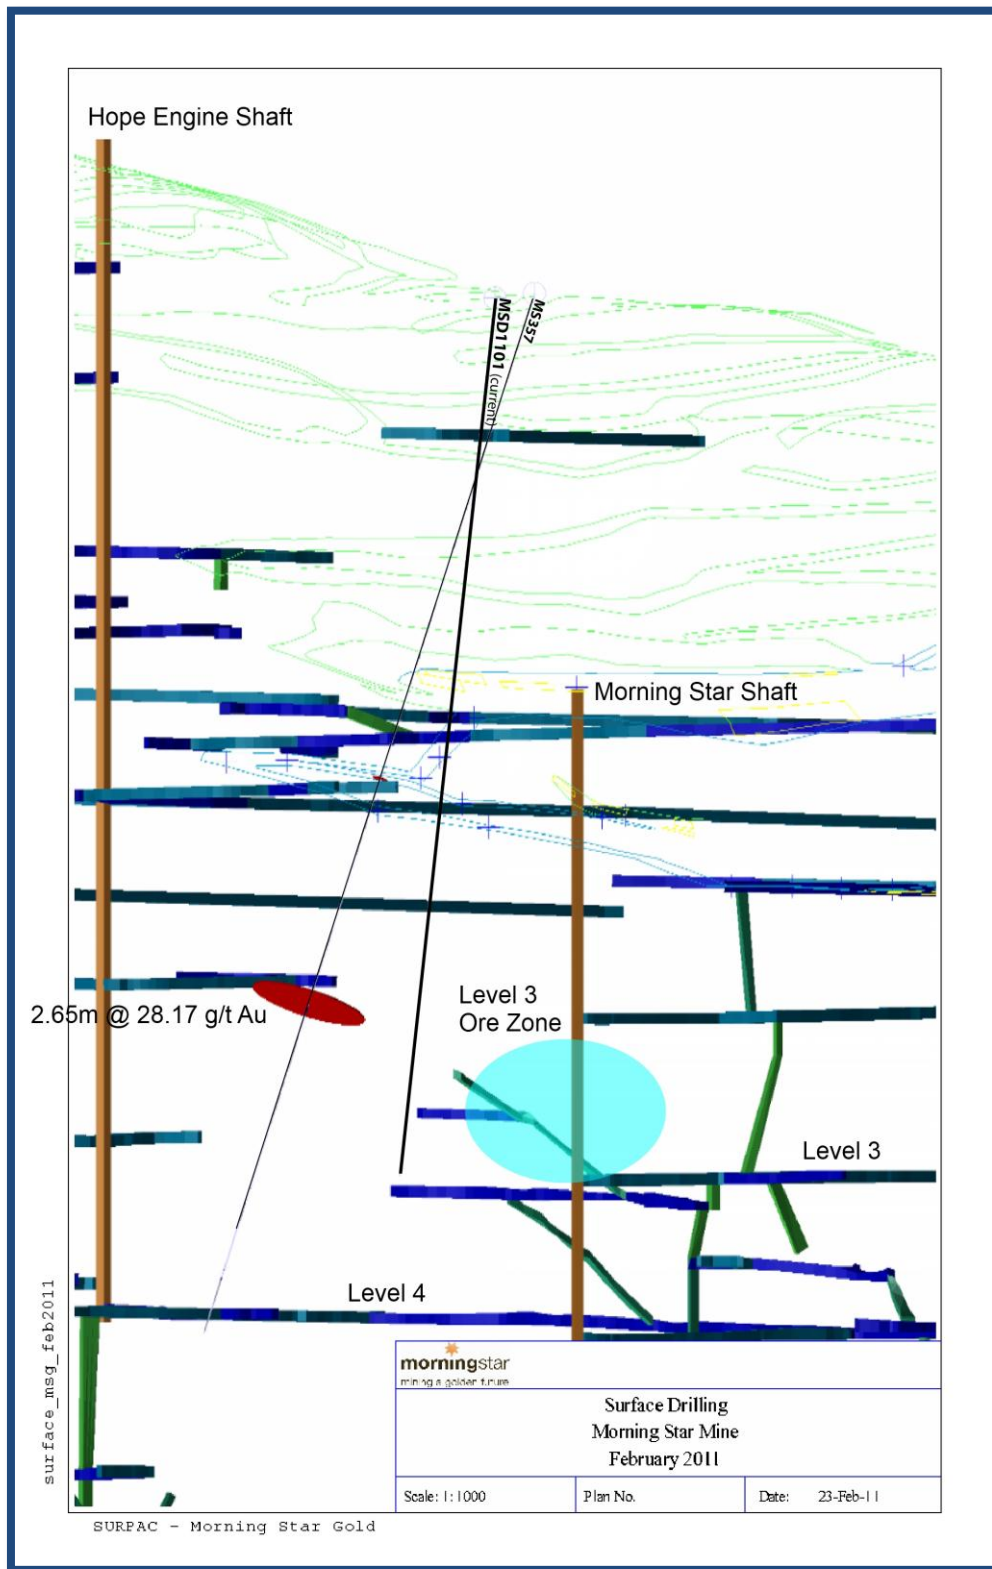 Hope Engine Shaft
MSD1101 (current)
MS357
Morning Star Shaft
2.65m @ 28.17 g/t Au
Level 3
Ore Zone
Level 3
Level 4
surface_msg_feb2011
morningstar
mining a golden future
Surface Drilling
Morning Star Mine
February 2011
Scale: 1:1000
Plan No.
Date: 23-Feb-11
SURPAC - Morning Star Gold